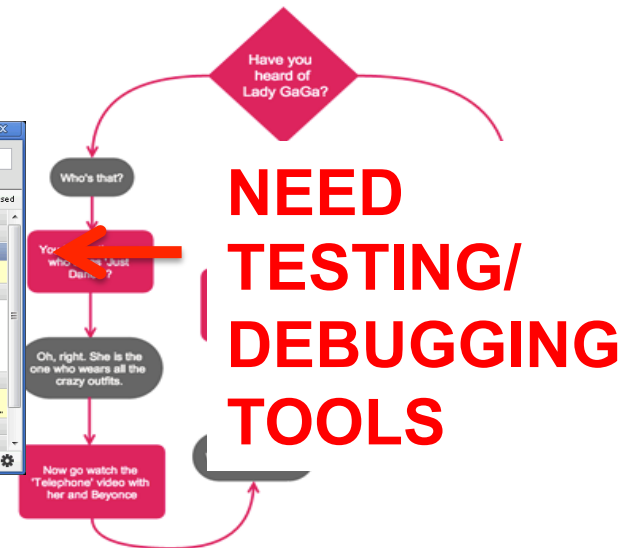 Have you
heard of
Lady GaGa?
Who's that?
NEED
TESTING/
DEBUGGING
TOOLS
'Just
Oh, right. She is the
one who wears all the
crazy outfits.
Now go watch the
'Telephone' video with
her and Beyonce